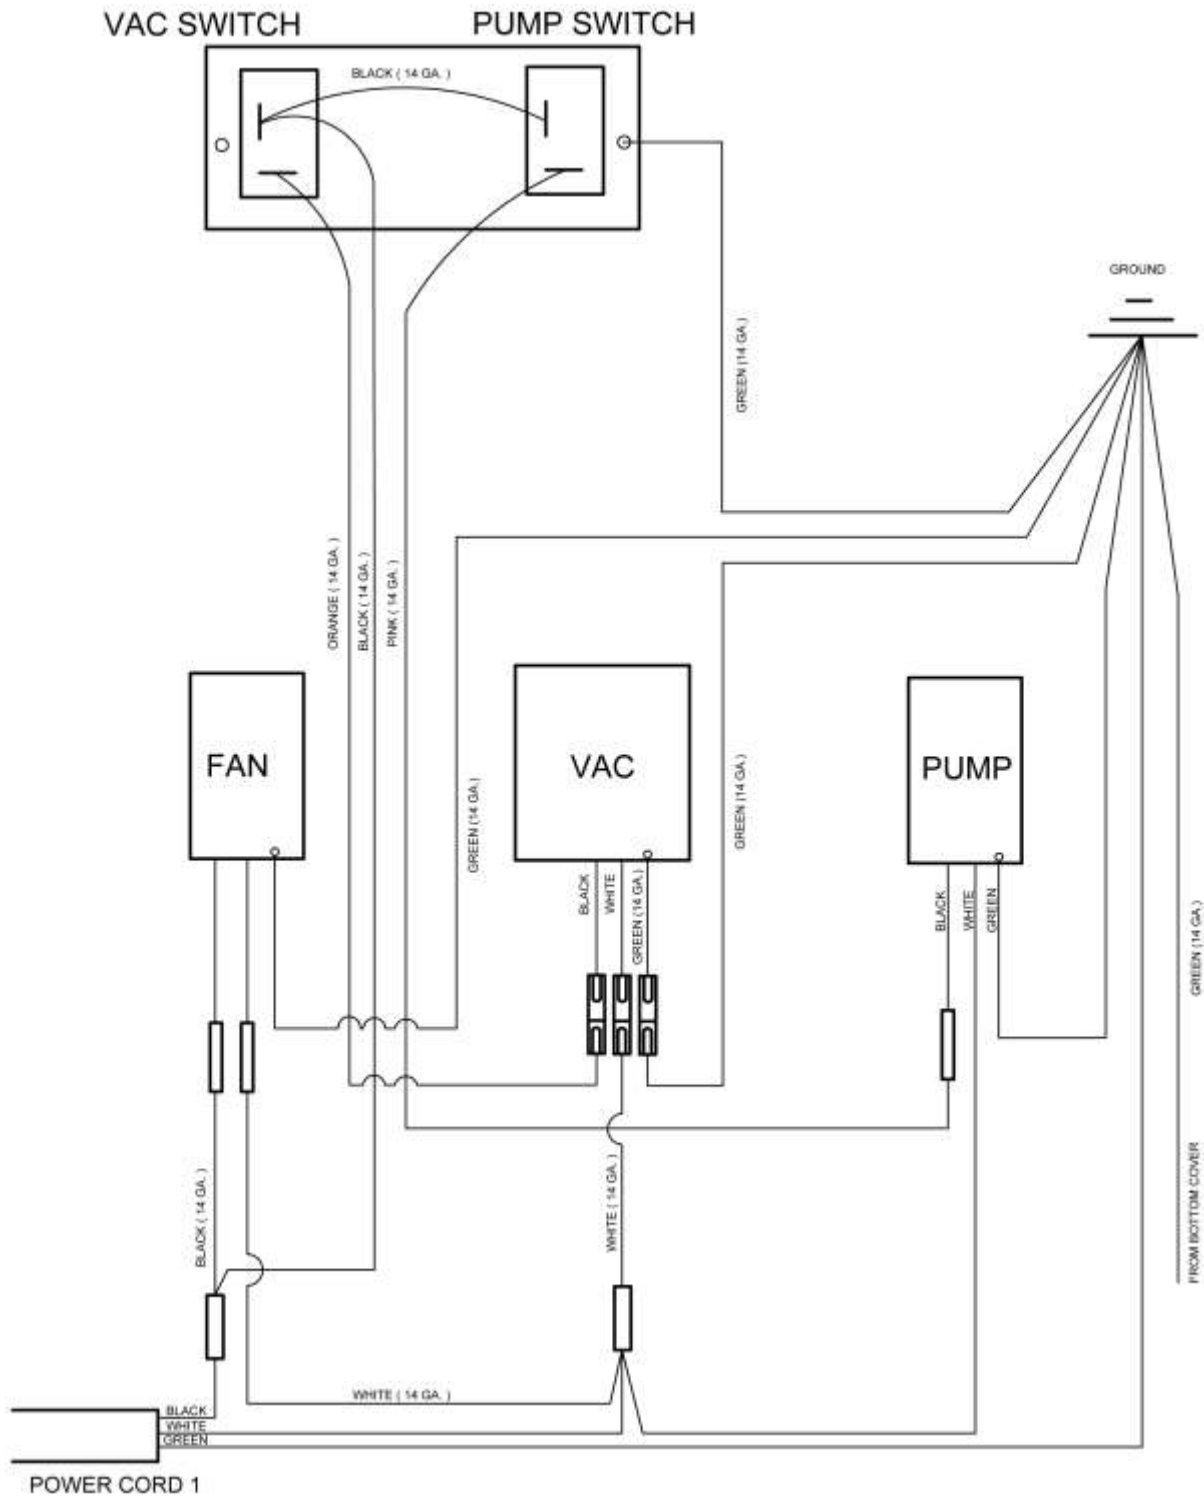 VAC SWITCH
PUMP SWITCH
BLACK ( 14 GA. )
GROUND
GREEN (14 GA.)
ORANGE ( 14 GA. )
BLACK ( 14 GA. )
PINK ( 14 GA. )
FAN
VAC
PUMP
GREEN (14 GA.)
GREEN (14 GA.)
BLACK
WHITE
GREEN (14 GA.)
BLACK
WHITE
GREEN
GREEN (14 GA.)
BLACK ( 14 GA. )
WHITE ( 14 GA. )
FROM BOTTOM COVER
WHITE ( 14 GA. )
BLACK
WHITE
GREEN
POWER CORD 1